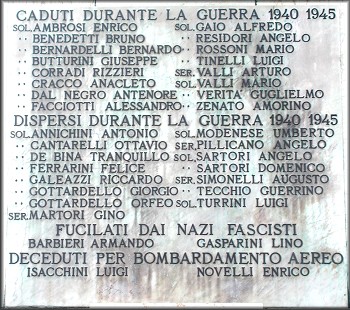 CADUTI DURANTE LA GUERRA 1940 1945
SOL. AMBROSI ENRICO SOL. GAIO ALFREDO
·· BENEDETTI BRUNO ·· RESIDORI ANGELO
·· BERNARDELLI BERNARDO ·· ROSSONI MARIO
·· BUTTURINI GIUSEPPE ·· TINELLI LUIGI
·· CORRADI RIZZIERI SER. VALLI ARTURO
·· CRACCO ANACLETO SOL. VALLI MARIO
·· DAL NEGRO ANTENORE ·· VERITÀ GUGLIELMO
·· FACCIOTTI ALESSANDRO ·· ZENATO AMORINO
DISPERSI DURANTE LA GUERRA 1940 1945
SOL. ANNICHINI ANTONIO SOL. MODENESE UMBERTO
·· CANTARELLI OTTAVIO SER. PILLICANO ANGELO
·· DE BINA TRANQUILLO SOL. SARTORI ANGELO
·· FERRARINI FELICE ·· SARTORI DOMENICO
·· GALEAZZI RICCARDO SER. SIMONELLI AUGUSTO
·· GOTTARDELLO GIORGIO ·· TECCHIO GUERRINO
·· GOTTARDELLO ORFEO SOL. TURRINI LUIGI
SER. MARTORI GINO
FUCILATI DAI NAZI FASCISTI
BARBIERI ARMANDO GASPARINI LINO
DECEDUTI PER BOMBARDAMENTO AEREO
ISACCHINI LUIGI NOVELLI ENRICO